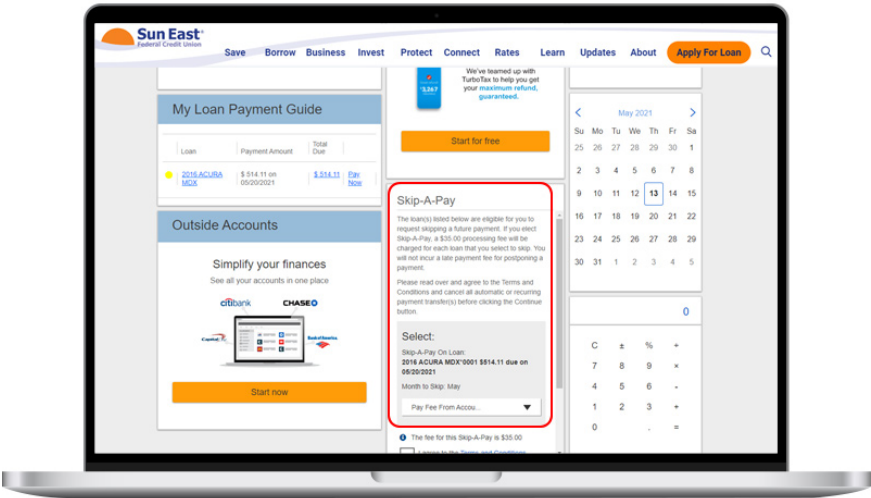 Sun East®
Federal Credit Union
Save Borrow Business Invest Protect Connect Rates Learn Updates About Apply For Loan
We've teamed up with
TurboTax to help you get
your maximum refund,
guaranteed.
Start for free
My Loan Payment Guide
Loan Payment Amount Total Due
2016 ACURA MDX $ 514.11 on 05/20/2021 $ 514.11 Pay Now
Outside Accounts
Simplify your finances
See all your accounts in one place
citibank CHASE
Capital One Bank of America
Start now
Skip-A-Pay
The loan(s) listed below are eligible for you to
request skipping a future payment. If you elect
Skip-A-Pay, a $35.00 processing fee will be
charged for each loan that you select to skip. You
will not incur a late payment fee for postponing a
payment.
Please read over and agree to the Terms and
Conditions and cancel all automatic or recurring
payment transfer(s) before clicking the Continue
button.
Select:
Skip-A-Pay On Loan:
2016 ACURA MDX*0001 $514.11 due on
05/20/2021
Month to Skip: May
Pay Fee From Accou...
The fee for this Skip-A-Pay is $35.00
I agree to the Terms and Conditions
< May 2021 >
Su Mo Tu We Th Fr Sa
25 26 27 28 29 30 1
2 3 4 5 6 7 8
9 10 11 12 13 14 15
16 17 18 19 20 21 22
23 24 25 26 27 28 29
30 31 1 2 3 4 5
0
C ± % ÷
7 8 9 ×
4 5 6 -
1 2 3 +
0 . =